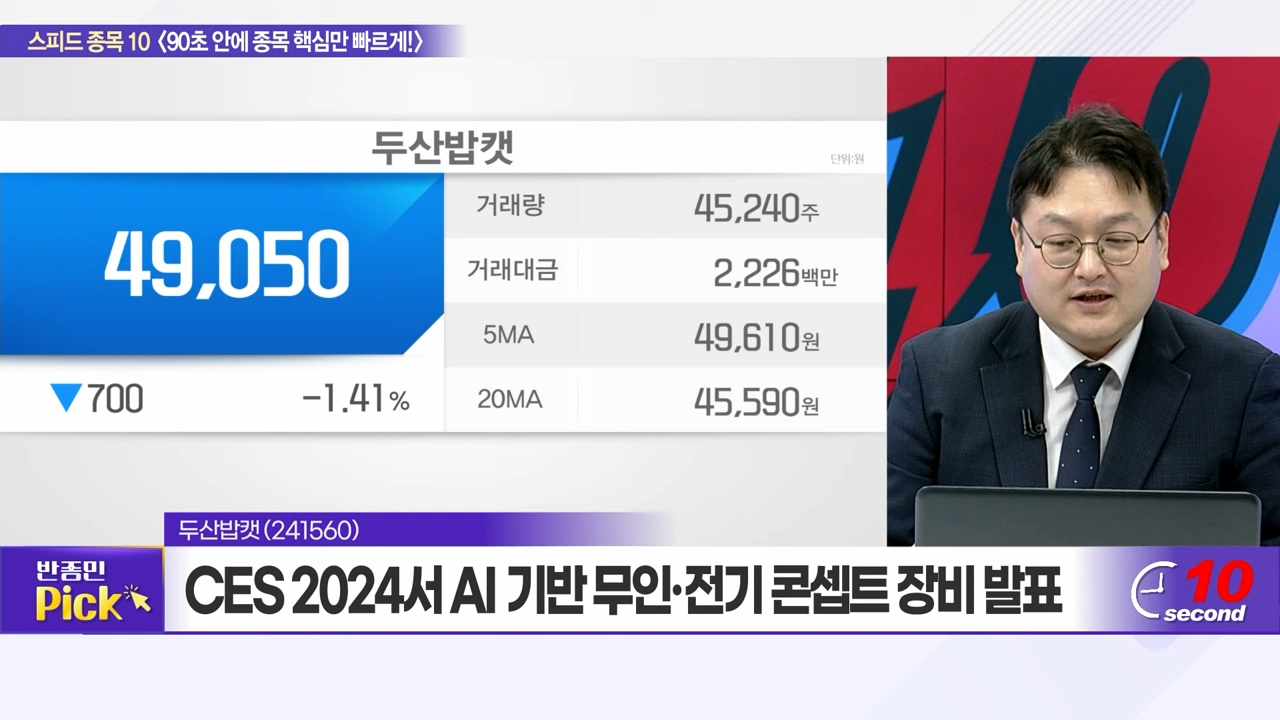 스피드 종목 10 <90초 안에 종목 핵심만 빠르게!>
두산밥캣
단위:원
49,050
▼700 -1.41%
거래량 45,240주
거래대금 2,226백만
5MA 49,610원
20MA 45,590원
두산밥캣(241560)
반종민
Pick
CES 2024서 AI 기반 무인·전기 콘셉트 장비 발표
10
second